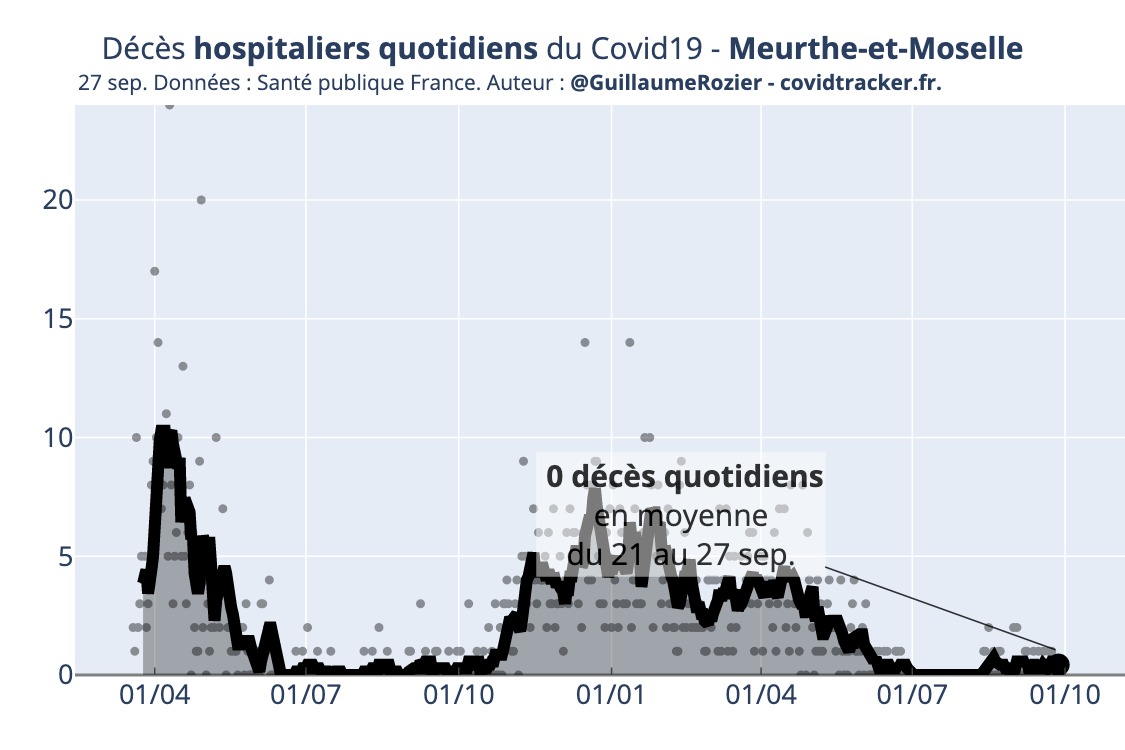 Décès hospitaliers quotidiens du Covid19 - Meurthe-et-Moselle
27 sep. Données : Santé publique France. Auteur : @GuillaumeRozier - covidtracker.fr.
20
15
10
5
0
0 décès quotidiens
en moyenne
du 21 au 27 sep.
01/04 01/07 01/10 01/01 01/04 01/07 01/10